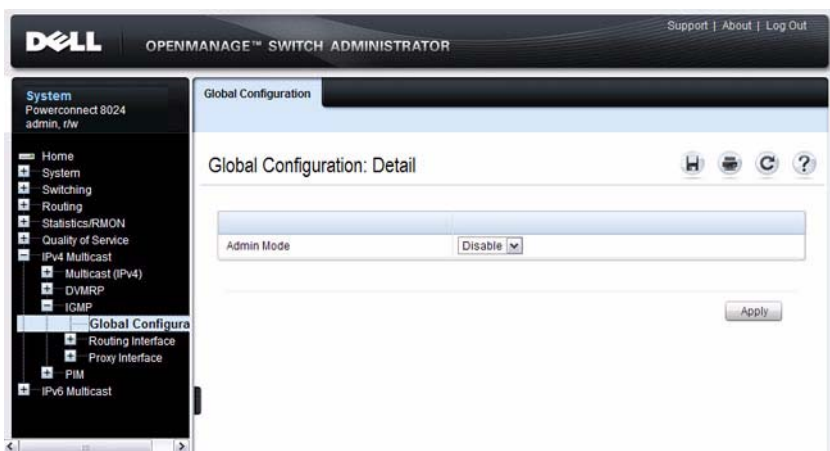 Support | About | Log Out
DELL OPENMANAGE™ SWITCH ADMINISTRATOR
System
Powerconnect 8024
admin, r/w
Home
System
Switching
Routing
Statistics/RMON
Quality of Service
IPv4 Multicast
Multicast (IPv4)
DVMRP
IGMP
Global Configura
Routing Interface
Proxy Interface
PIM
IPv6 Multicast
Global Configuration
Global Configuration: Detail
H C ?
Admin Mode Disable
Apply